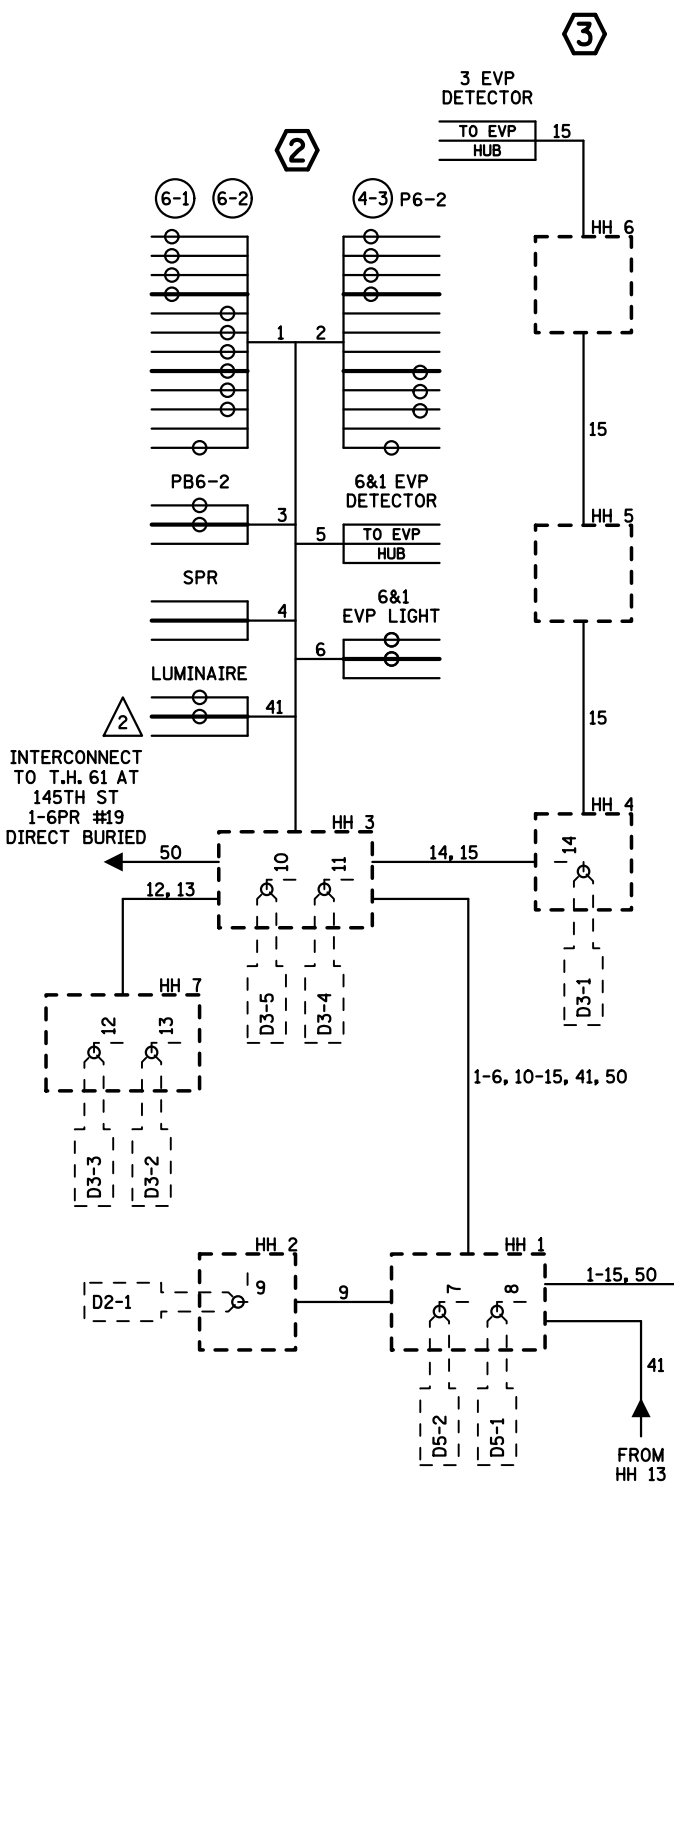 3
3 EVP
DETECTOR
TO EVP
HUB
15
2
6-1
6-2
4-3
P6-2
HH 6
1
2
15
PB6-2
6&1 EVP
DETECTOR
3
5
TO EVP
HUB
HH 5
SPR
6&1
EVP LIGHT
4
6
LUMINAIRE
41
2
15
INTERCONNECT
TO T.H. 61 AT
145TH ST
1-6PR #19
DIRECT BURIED
HH 3
HH 4
50
10
11
14, 15
14
12, 13
D3-5
D3-4
D3-1
HH 7
12
13
1-6, 10-15, 41, 50
D3-3
D3-2
HH 2
HH 1
D2-1
9
9
7
8
1-15, 50
41
D5-2
D5-1
FROM
HH 13